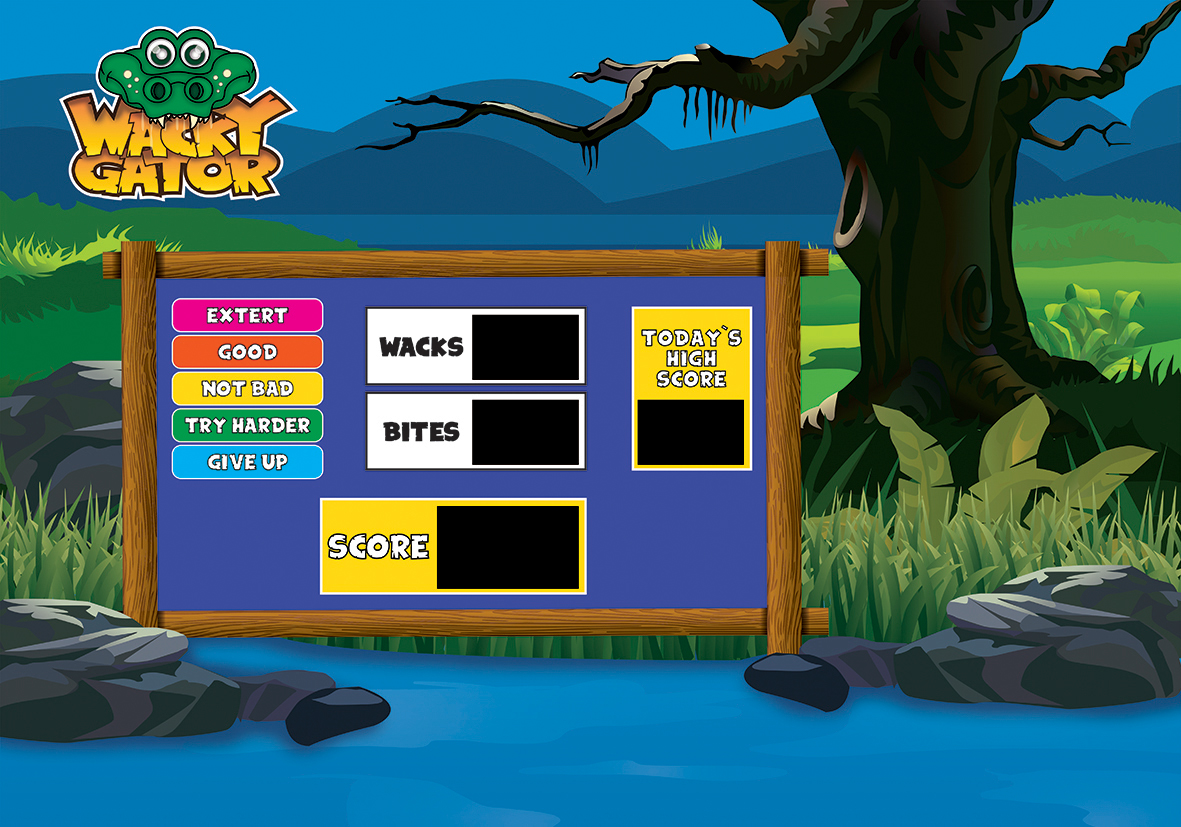 WACKY
GATOR
EXTERT
GOOD
NOT BAD
TRY HARDER
GIVE UP
WACKS
BITES
SCORE
TODAY`S
HIGH
SCORE